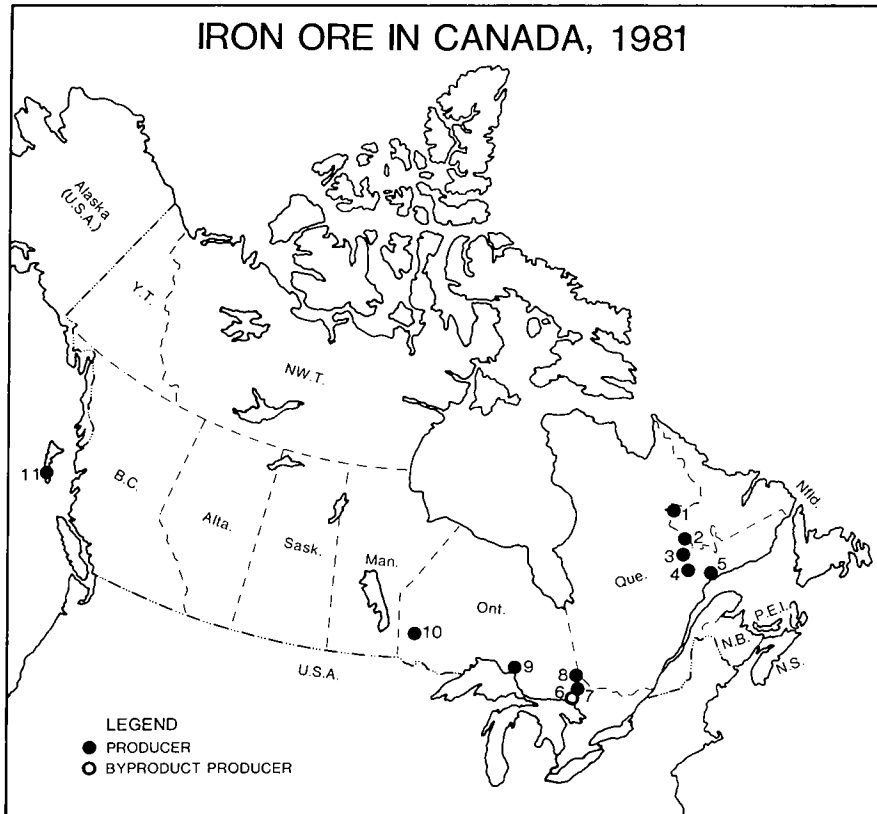 IRON ORE IN CANADA, 1981
Alaska
(U.S.A.)
Y.T.
N.W.T.
11
B.C.
Alta.
Sask.
Man.
Ont.
Que.
Nfld.
1
2
3
4
5
P.E.I.
N.B.
N.S.
10
9
8
6
7
U.S.A.
LEGEND
PRODUCER
BYPRODUCT PRODUCER